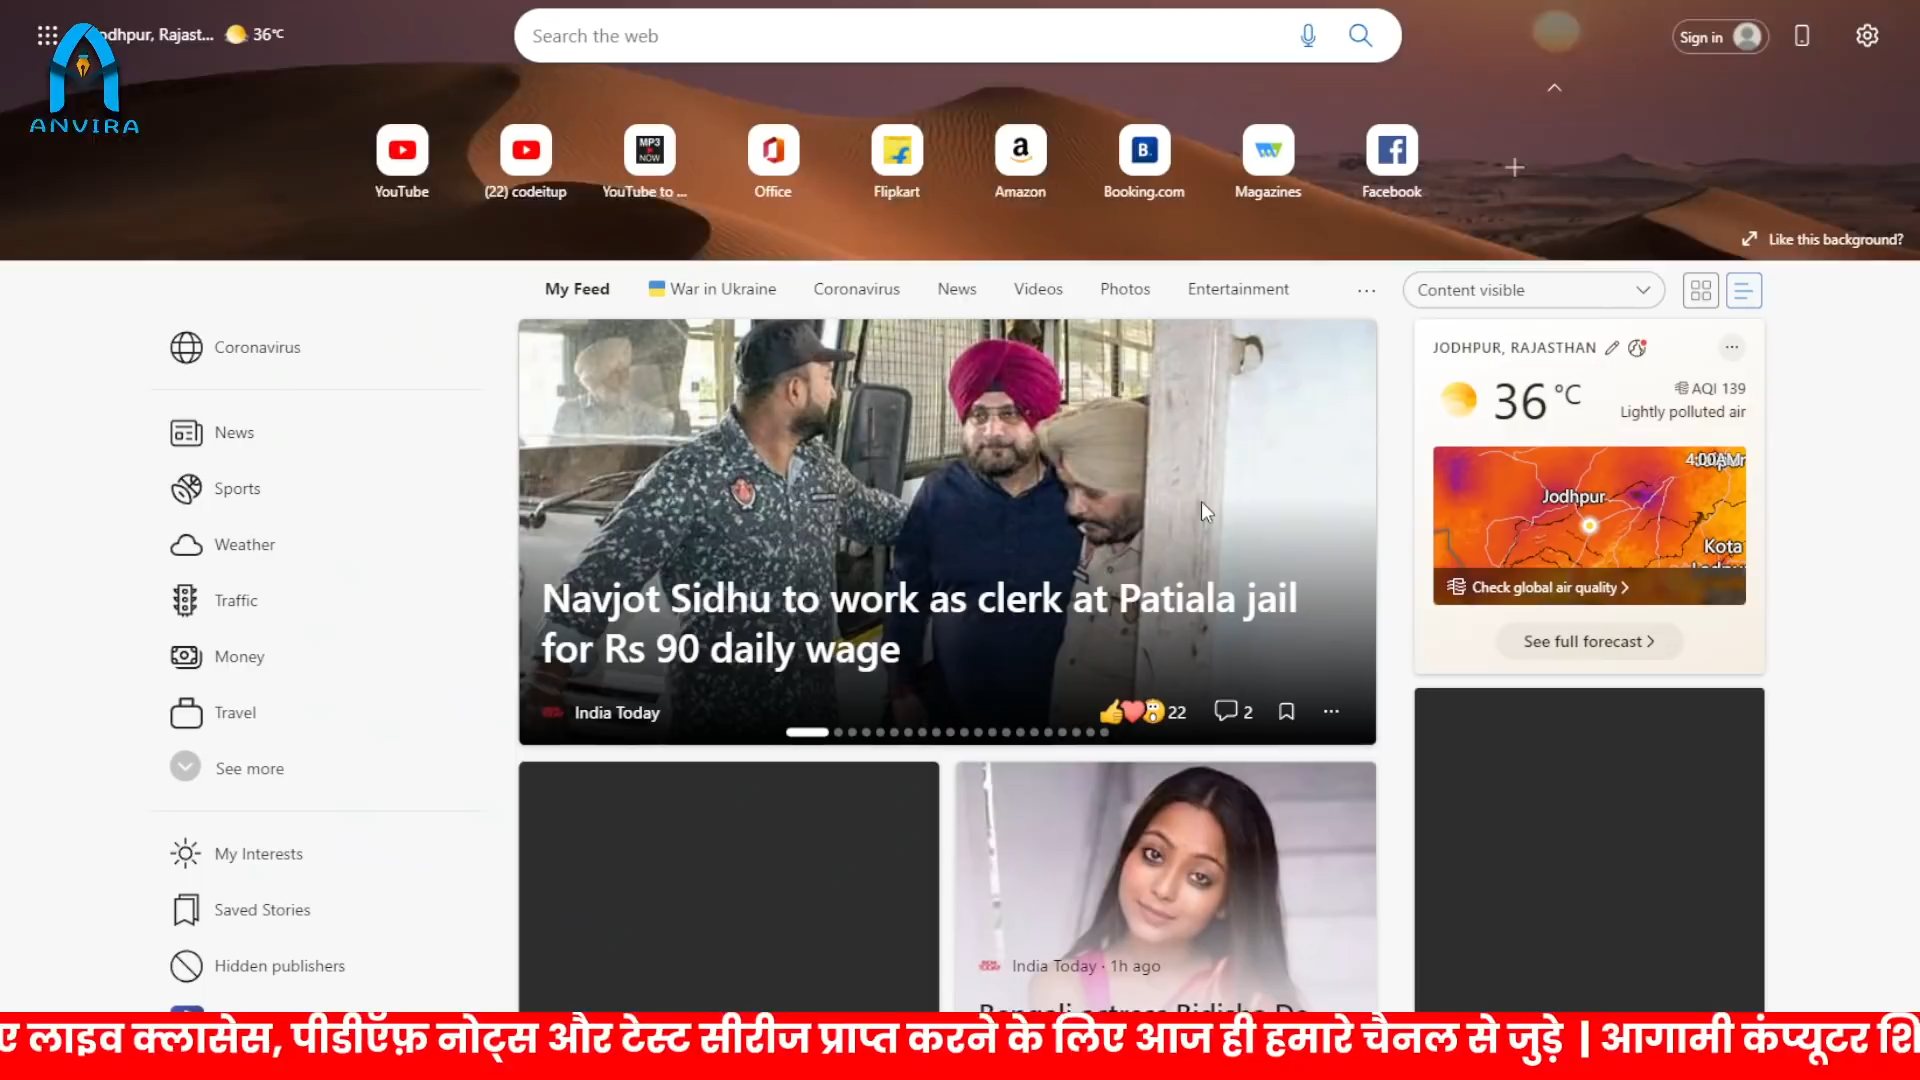 odhpur, Rajast... 36°C
Search the web
Sign in
ANVIRA
MP3
NOW
a
B.
YouTube
(22) codeitup
YouTube to ...
Office
Flipkart
Amazon
Booking.com
Magazines
Facebook
Like this background?
My Feed
War in Ukraine
Coronavirus
News
Videos
Photos
Entertainment
...
Content visible
Coronavirus
News
Sports
Weather
Traffic
Money
Travel
See more
My Interests
Saved Stories
Hidden publishers
Navjot Sidhu to work as clerk at Patiala jail
for Rs 90 daily wage
India Today
22
2
India Today · 1h ago
JODHPUR, RAJASTHAN
36 °C
AQI 139
Lightly polluted air
Jodhpur
Kota
Check global air quality
See full forecast
ए लाइव क्लासेस, पीडीऍफ़ नोट्स और टेस्ट सीरीज प्राप्त करने के लिए आज ही हमारे चैनल से जुड़े | आगामी कंप्यूटर शि